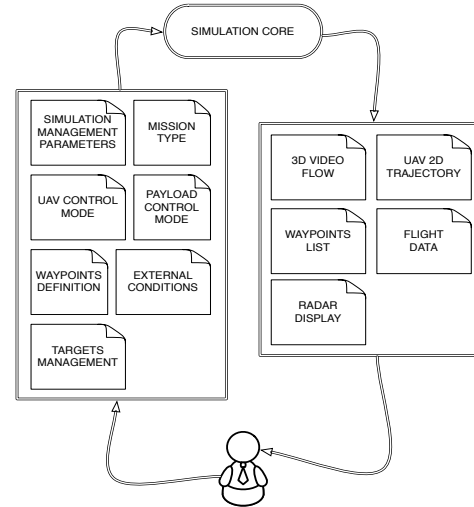 SIMULATION CORE
SIMULATION
MANAGEMENT
PARAMETERS
MISSION
TYPE
UAV CONTROL
MODE
PAYLOAD
CONTROL
MODE
WAYPOINTS
DEFINITION
EXTERNAL
CONDITIONS
TARGETS
MANAGEMENT
3D VIDEO
FLOW
UAV 2D
TRAJECTORY
WAYPOINTS
LIST
FLIGHT
DATA
RADAR
DISPLAY